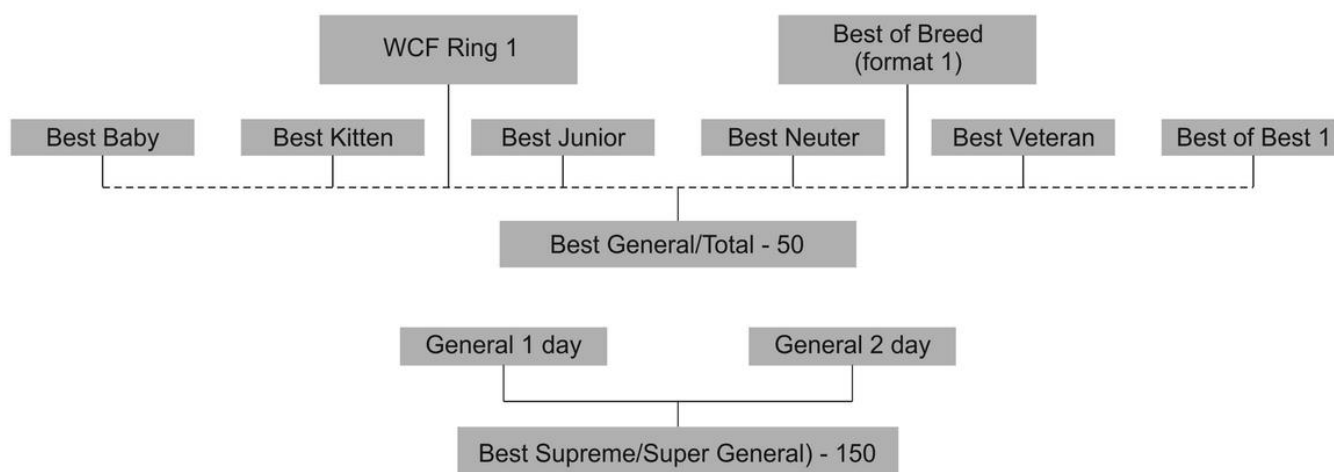 WCF Ring 1
Best of Breed
(format 1)
Best Baby
Best Kitten
Best Junior
Best Neuter
Best Veteran
Best of Best 1
Best General/Total - 50
General 1 day
General 2 day
Best Supreme/Super General) - 150